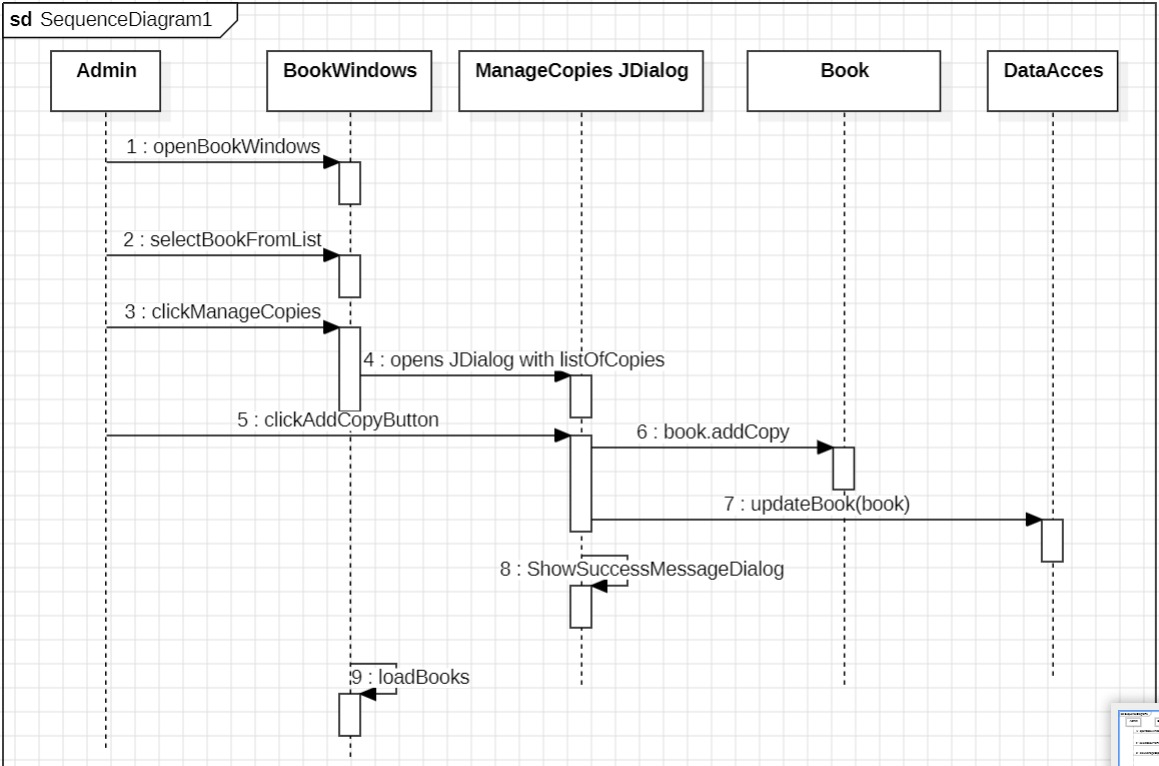 sd SequenceDiagram1
Admin
BookWindows
ManageCopies JDialog
Book
DataAcces
1 : openBookWindows
2 : selectBookFromList
3 : clickManageCopies
4 : opens JDialog with listOfCopies
5 : clickAddCopyButton
6 : book.addCopy
7 : updateBook(book)
8 : ShowSuccessMessageDialog
9 : loadBooks